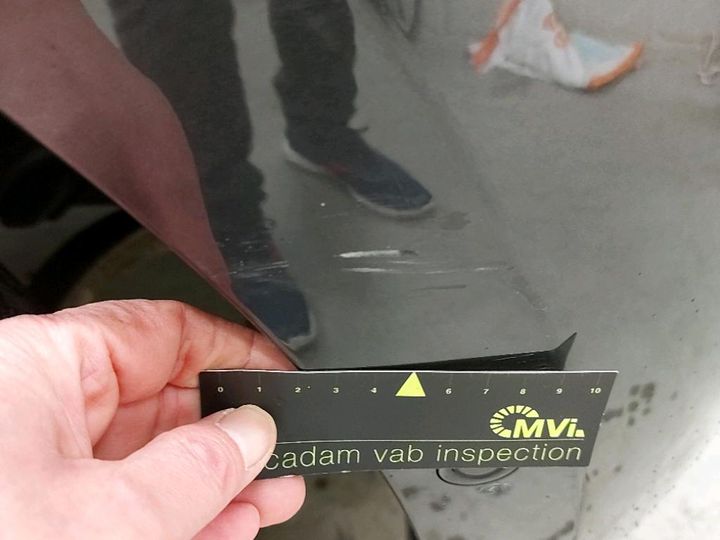 0 1 2 3 4 6 7 8 9 10
MVi.
cadam vab inspection